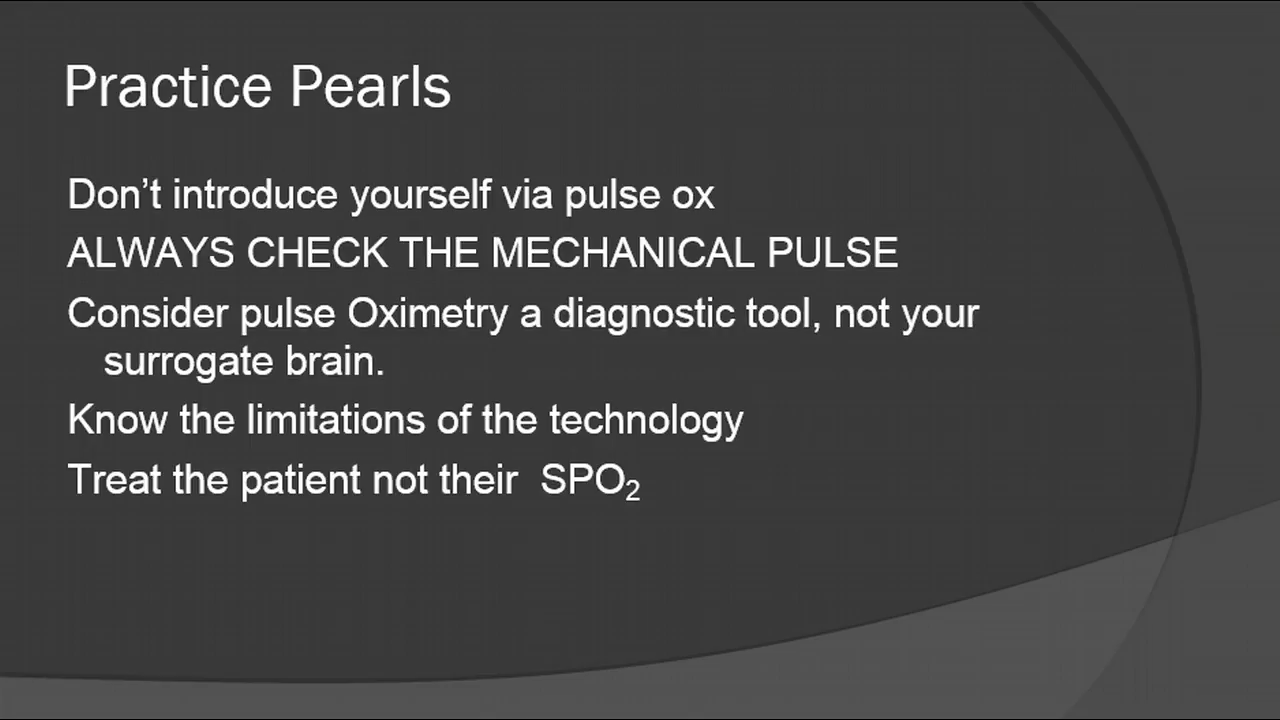 Practice Pearls
Don’t introduce yourself via pulse ox
ALWAYS CHECK THE MECHANICAL PULSE
Consider pulse Oximetry a diagnostic tool, not your
surrogate brain.
Know the limitations of the technology
Treat the patient not their  SPO₂